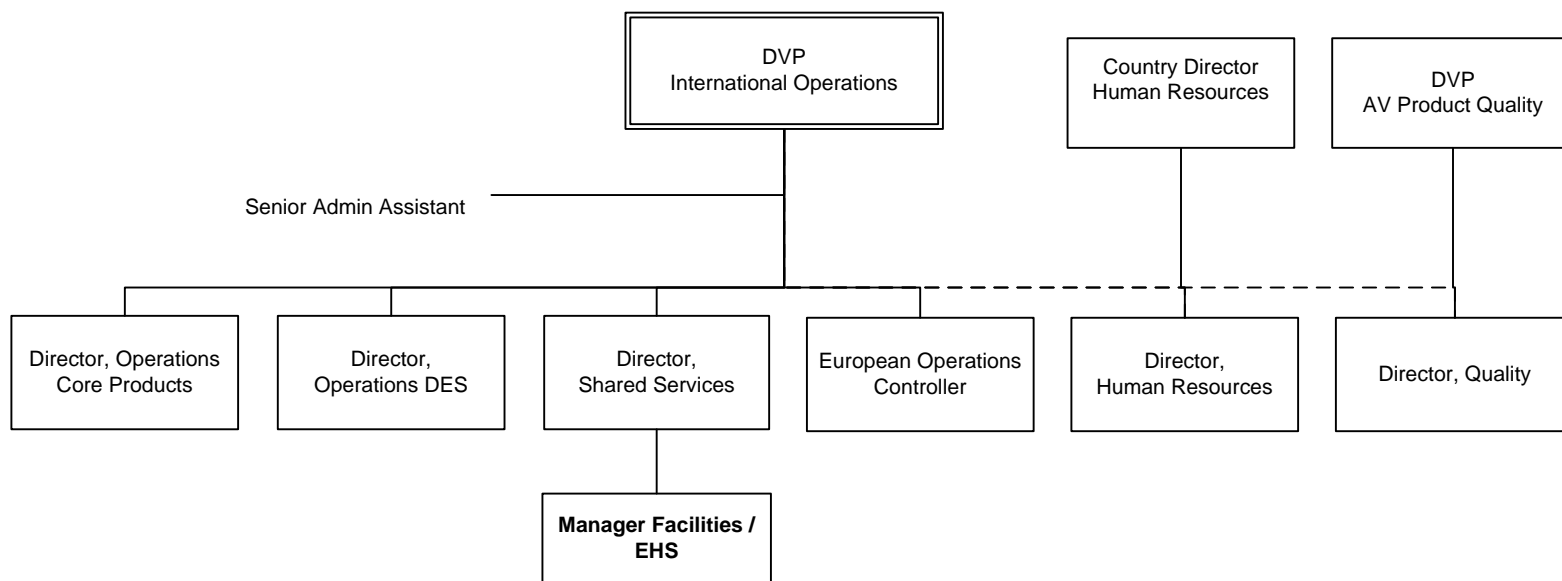 DVP
International Operations
Country Director
Human Resources
DVP
AV Product Quality
Senior Admin Assistant
Director, Operations
Core Products
Director,
Operations DES
Director,
Shared Services
European Operations
Controller
Director,
Human Resources
Director, Quality
Manager Facilities /
EHS